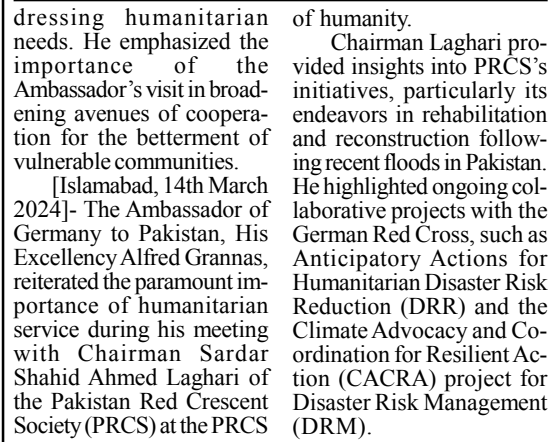 dressing humanitarian
needs. He emphasized the
importance of the
Ambassador's visit in broad-
ening avenues of coopera-
tion for the betterment of
vulnerable communities.
[Islamabad, 14th March
2024]- The Ambassador of
Germany to Pakistan, His
Excellency Alfred Grannas,
reiterated the paramount im-
portance of humanitarian
service during his meeting
with Chairman Sardar
Shahid Ahmed Laghari of
the Pakistan Red Crescent
Society (PRCS) at the PRCS
of humanity.
Chairman Laghari pro-
vided insights into PRCS's
initiatives, particularly its
endeavors in rehabilitation
and reconstruction follow-
ing recent floods in Pakistan.
He highlighted ongoing col-
laborative projects with the
German Red Cross, such as
Anticipatory Actions for
Humanitarian Disaster Risk
Reduction (DRR) and the
Climate Advocacy and Co-
ordination for Resilient Ac-
tion (CACRA) project for
Disaster Risk Management
(DRM).